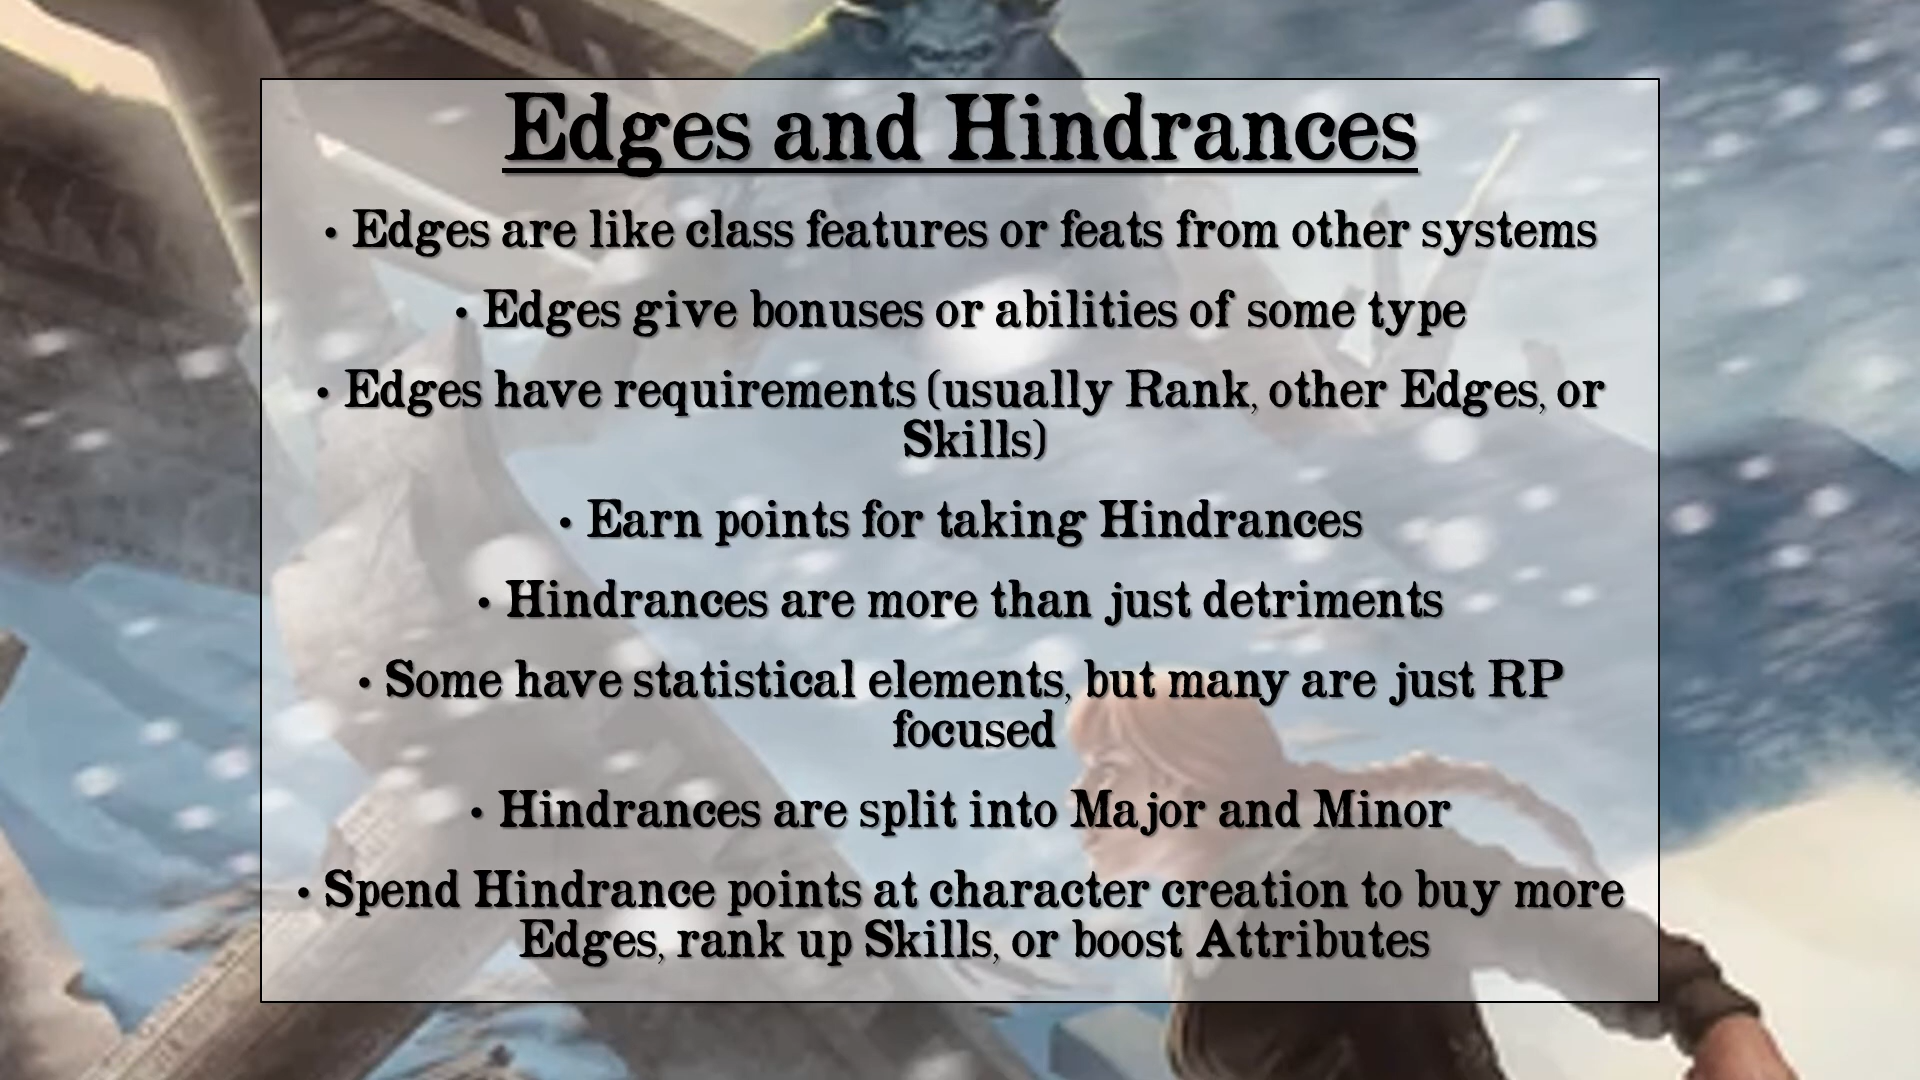 Edges and Hindrances
• Edges are like class features or feats from other systems
• Edges give bonuses or abilities of some type
• Edges have requirements (usually Rank, other Edges, or
Skills)
• Earn points for taking Hindrances
• Hindrances are more than just detriments
• Some have statistical elements, but many are just RP
focused
• Hindrances are split into Major and Minor
• Spend Hindrance points at character creation to buy more
Edges, rank up Skills, or boost Attributes